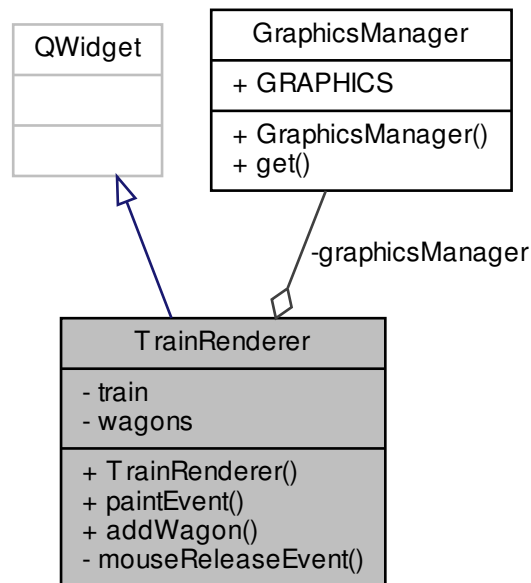 QWidget
GraphicsManager
+ GRAPHICS
+ GraphicsManager()
+ get()
-graphicsManager
TrainRenderer
- train
- wagons
+ TrainRenderer()
+ paintEvent()
+ addWagon()
- mouseReleaseEvent()